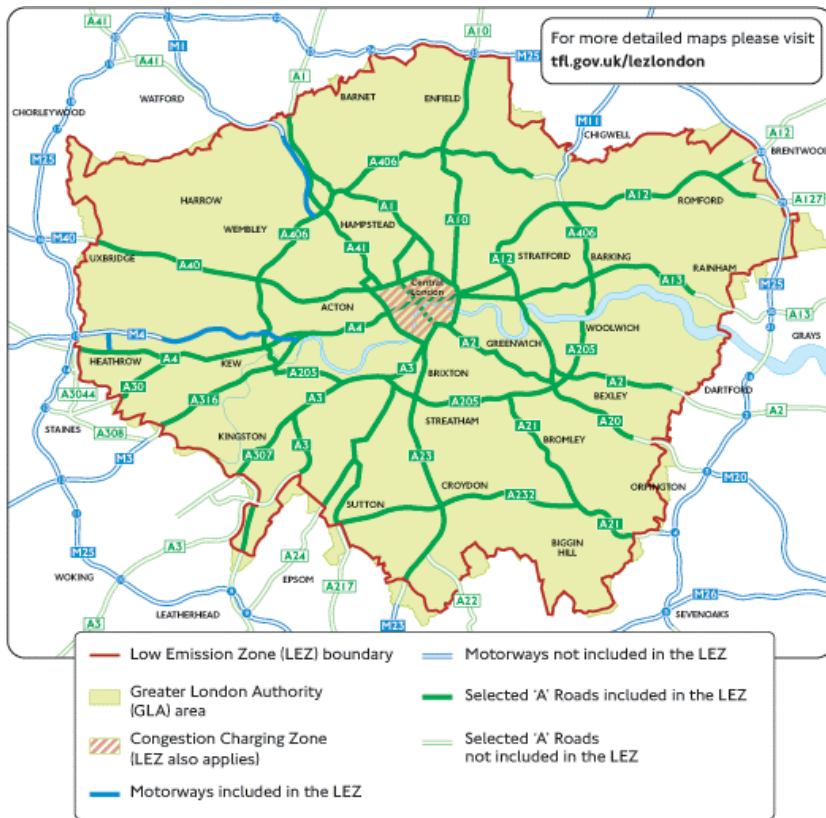 A41
A10
M1
M25
For more detailed maps please visit
tfl.gov.uk/lezlondon
A41
A1
BARNET
ENFIELD
WATFORD
CHORLEYWOOD
M11
CHIGWELL
A12
BRENTWOOD
M25
A406
HARROW
A1
A10
A12
ROMFORD
A127
WEMBLEY
A406
HAMPSTEAD
A41
A406
M40
UXBRIDGE
A40
A12
STRATFORD
BARKING
RAINHAM
Central
London
A13
M25
ACTON
A13
M4
A4
WOOLWICH
GRAYS
HEATHROW
A4
KEW
A2
GREENWICH
A205
A205
A3
BRIXTON
A30
A3044
A316
A3
A205
A2
BEXLEY
DARTFORD
STAINES
A308
STREATHAM
A21
A20
A2
M3
KINGSTON
A307
A3
A23
BROMLEY
M20
CROYDON
ORPINGTON
SUTTON
A232
A21
M25
A3
A24
BIGGIN
HILL
WOKING
EPSOM
A217
A22
M26
LEATHERHEAD
SEVENOAKS
A3
M23
Low Emission Zone (LEZ) boundary
Motorways not included in the LEZ
Greater London Authority
(GLA) area
Selected ‘A’ Roads included in the LEZ
Congestion Charging Zone
(LEZ also applies)
Selected ‘A’ Roads
not included in the LEZ
Motorways included in the LEZ